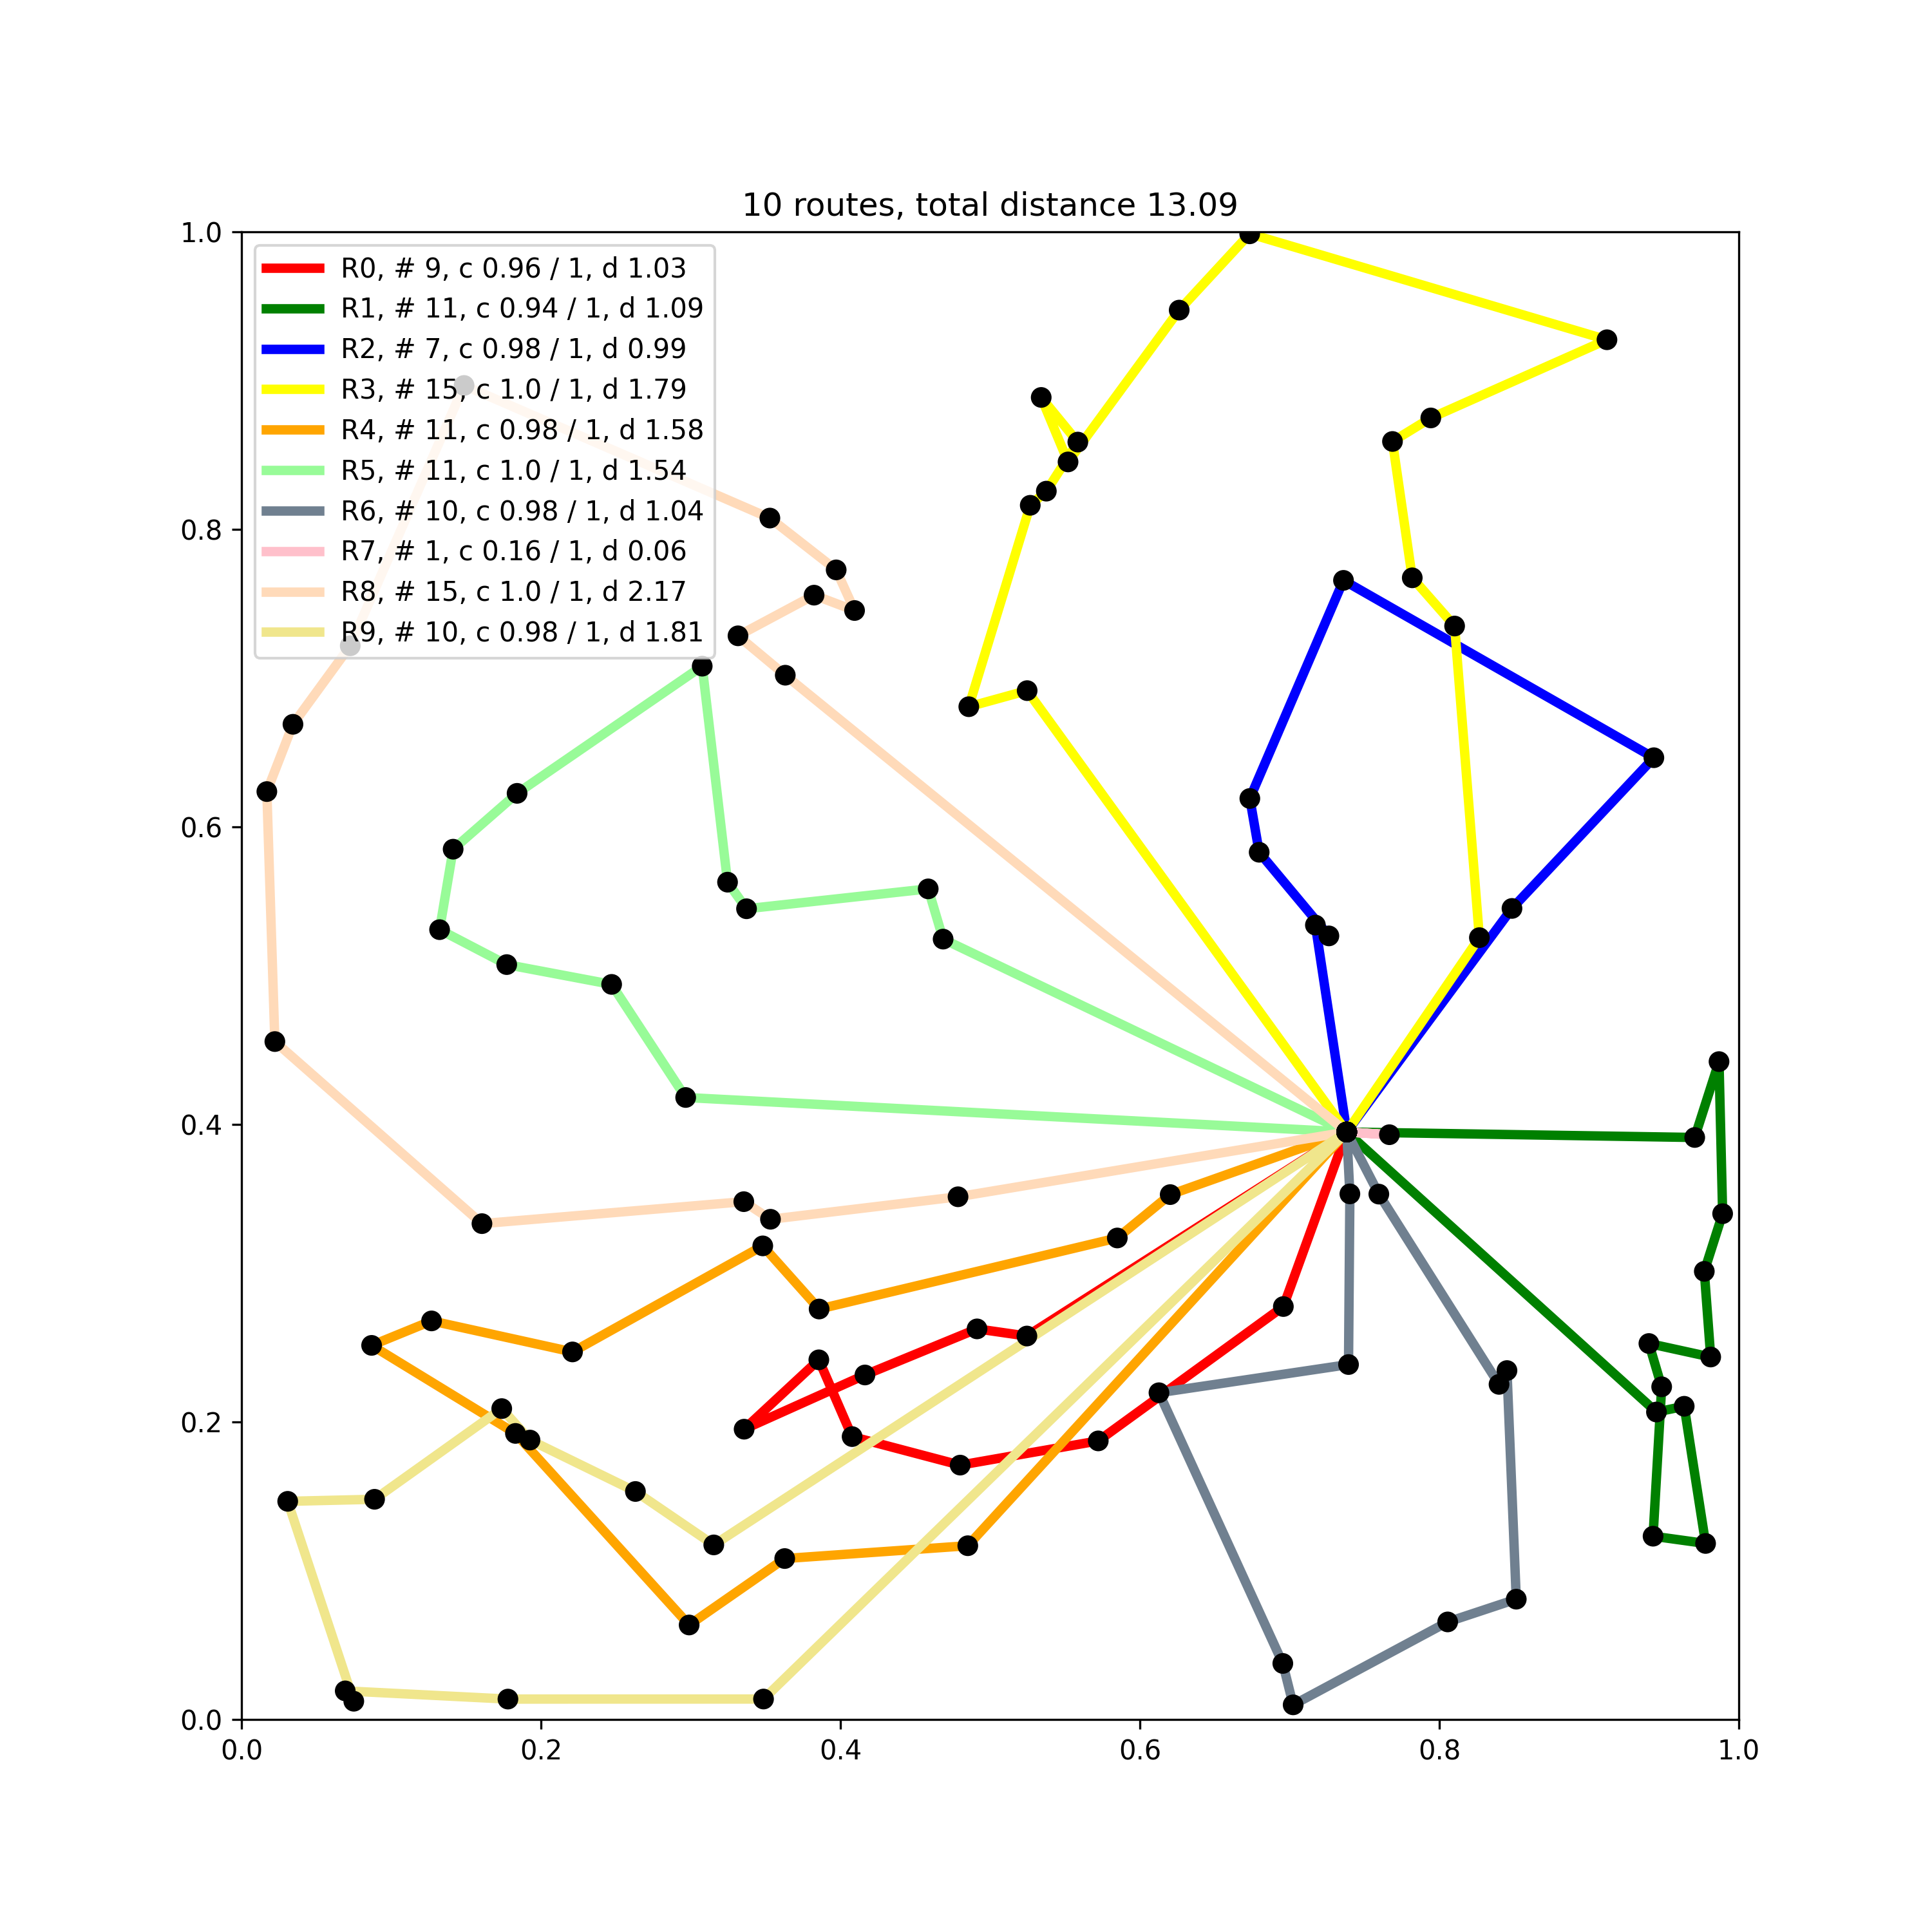 10 routes, total distance 13.09
1.0
R0, # 9, c 0.96 / 1, d 1.03
R1, # 11, c 0.94 / 1, d 1.09
R2, # 7, c 0.98 / 1, d 0.99
R3, # 15, c 1.0 / 1, d 1.79
R4, # 11, c 0.98 / 1, d 1.58
R5, # 11, c 1.0 / 1, d 1.54
R6, # 10, c 0.98 / 1, d 1.04
R7, # 1, c 0.16 / 1, d 0.06
R8, # 15, c 1.0 / 1, d 2.17
R9, # 10, c 0.98 / 1, d 1.81
0.8
0.6
0.4
0.2
0.0
0.0 0.2 0.4 0.6 0.8 1.0